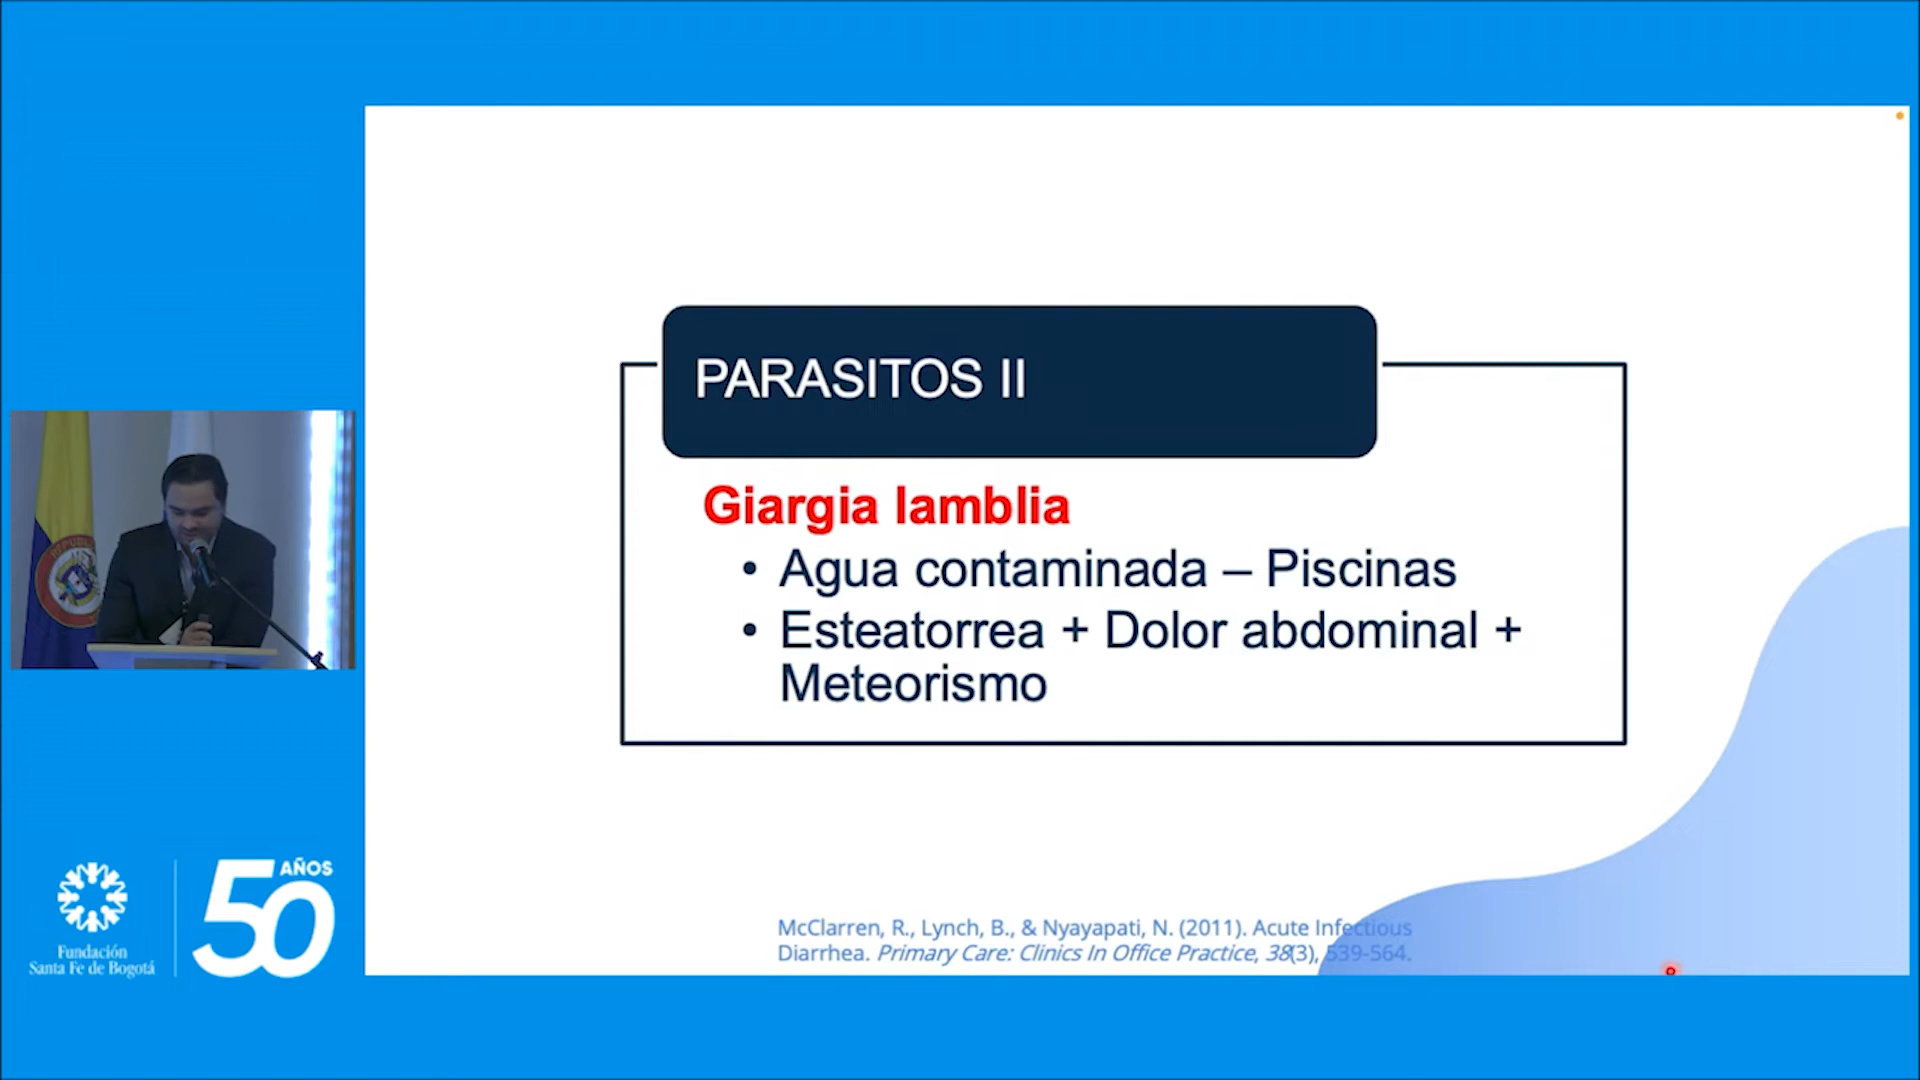 PARASITOS II
Giargia lamblia
• Agua contaminada – Piscinas
• Esteatorrea + Dolor abdominal +
Meteorismo
McClarren, R., Lynch, B., & Nyayapati, N. (2011). Acute Infectious
Diarrhea. Primary Care: Clinics In Office Practice, 38(3), 539-564.
Fundación
Santa Fe de Bogotá
50 AÑOS